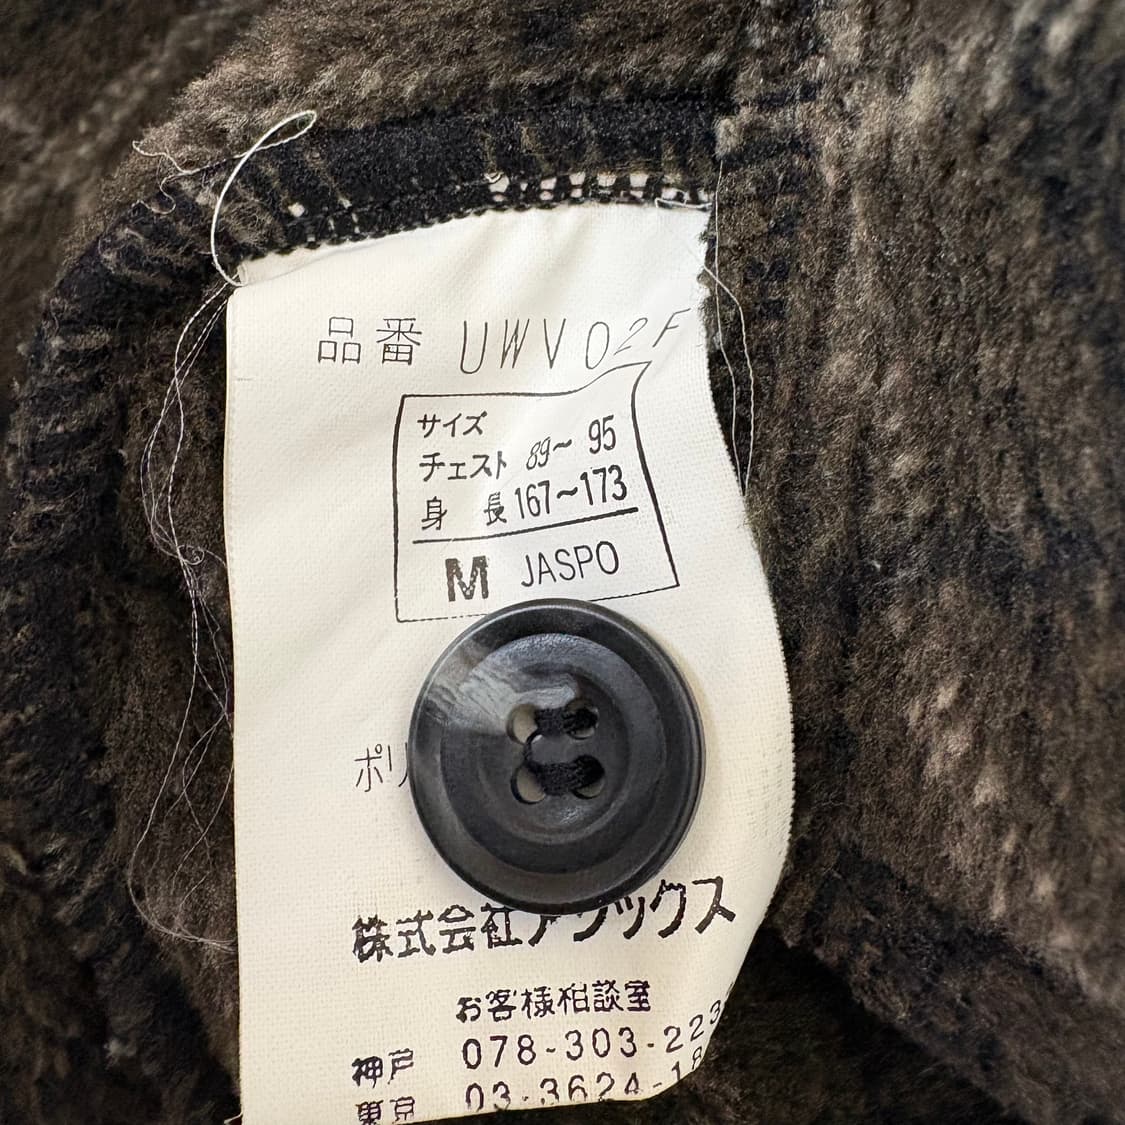 品番 UWV02F
サイズ
チェスト 89～95
身 長 167～173
M JASPO
ポリ
株式会社アシックス
お客様相談室
神戸 078-303-223
東京 03-3624-18